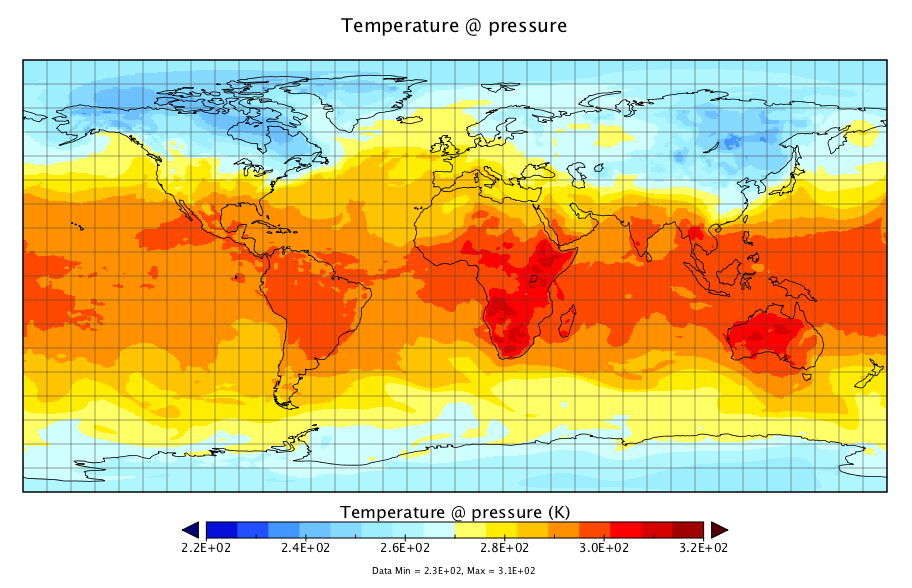 Temperature @ pressure
Temperature @ pressure (K)
2.2E+02 2.4E+02 2.6E+02 2.8E+02 3.0E+02 3.2E+02
Data Min = 2.3E+02, Max = 3.1E+02